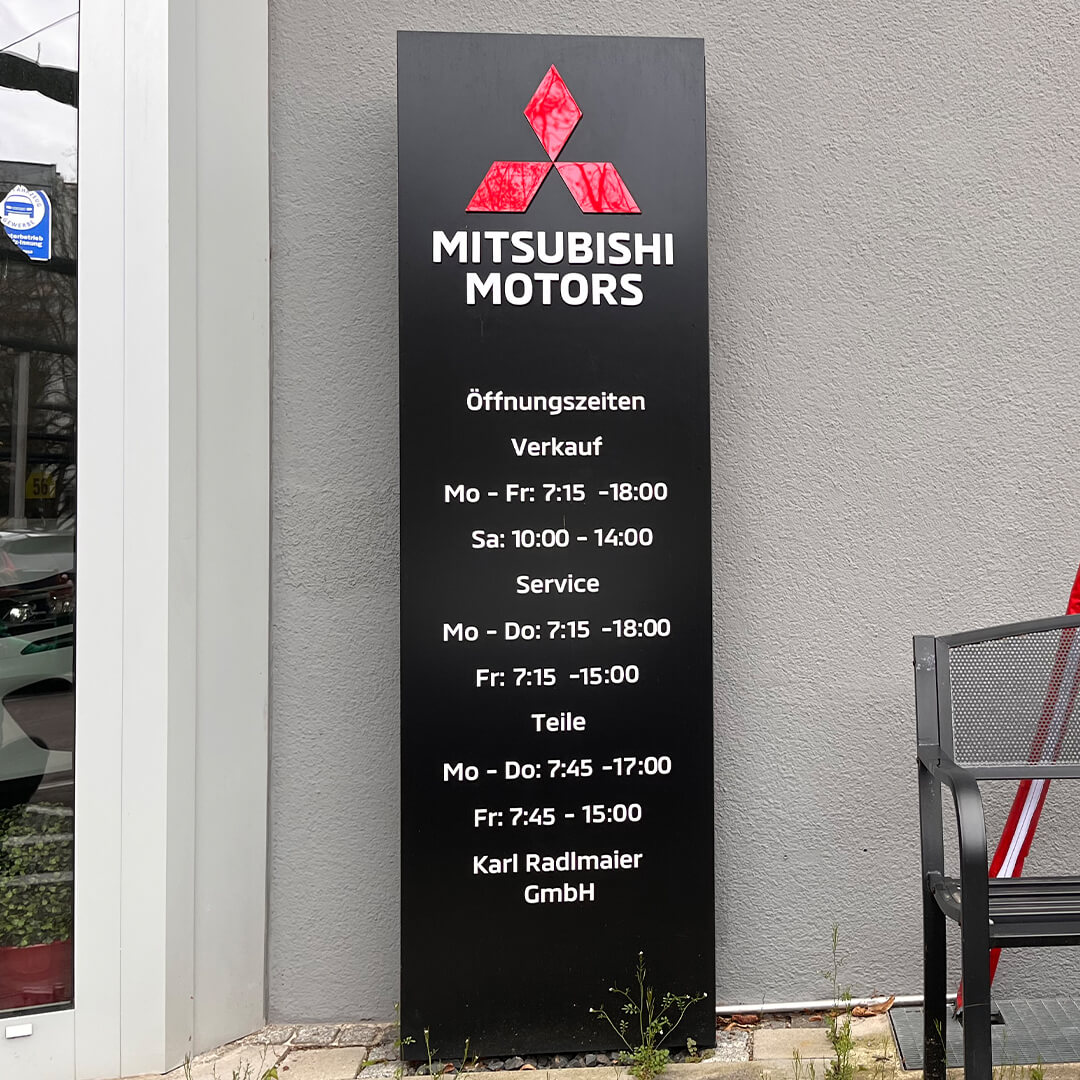 MITSUBISHI
MOTORS
Öffnungszeiten
Verkauf
Mo - Fr: 7:15 -18:00
Sa: 10:00 - 14:00
Service
Mo - Do: 7:15 -18:00
Fr: 7:15 -15:00
Teile
Mo - Do: 7:45 -17:00
Fr: 7:45 - 15:00
Karl Radlmaier
GmbH
56